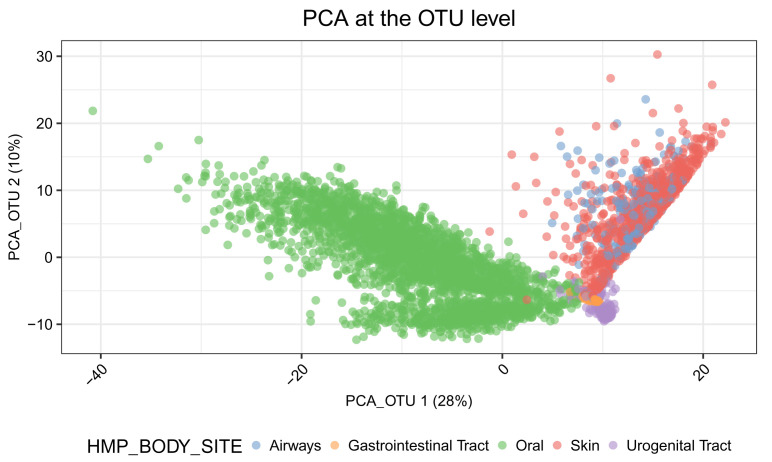 PCA at the OTU level
PCA_OTU 2 (10%)
30
20
10
0
−10
−40
−20
0
20
PCA_OTU 1 (28%)
HMP_BODY_SITE Airways Gastrointestinal Tract Oral Skin Urogenital Tract